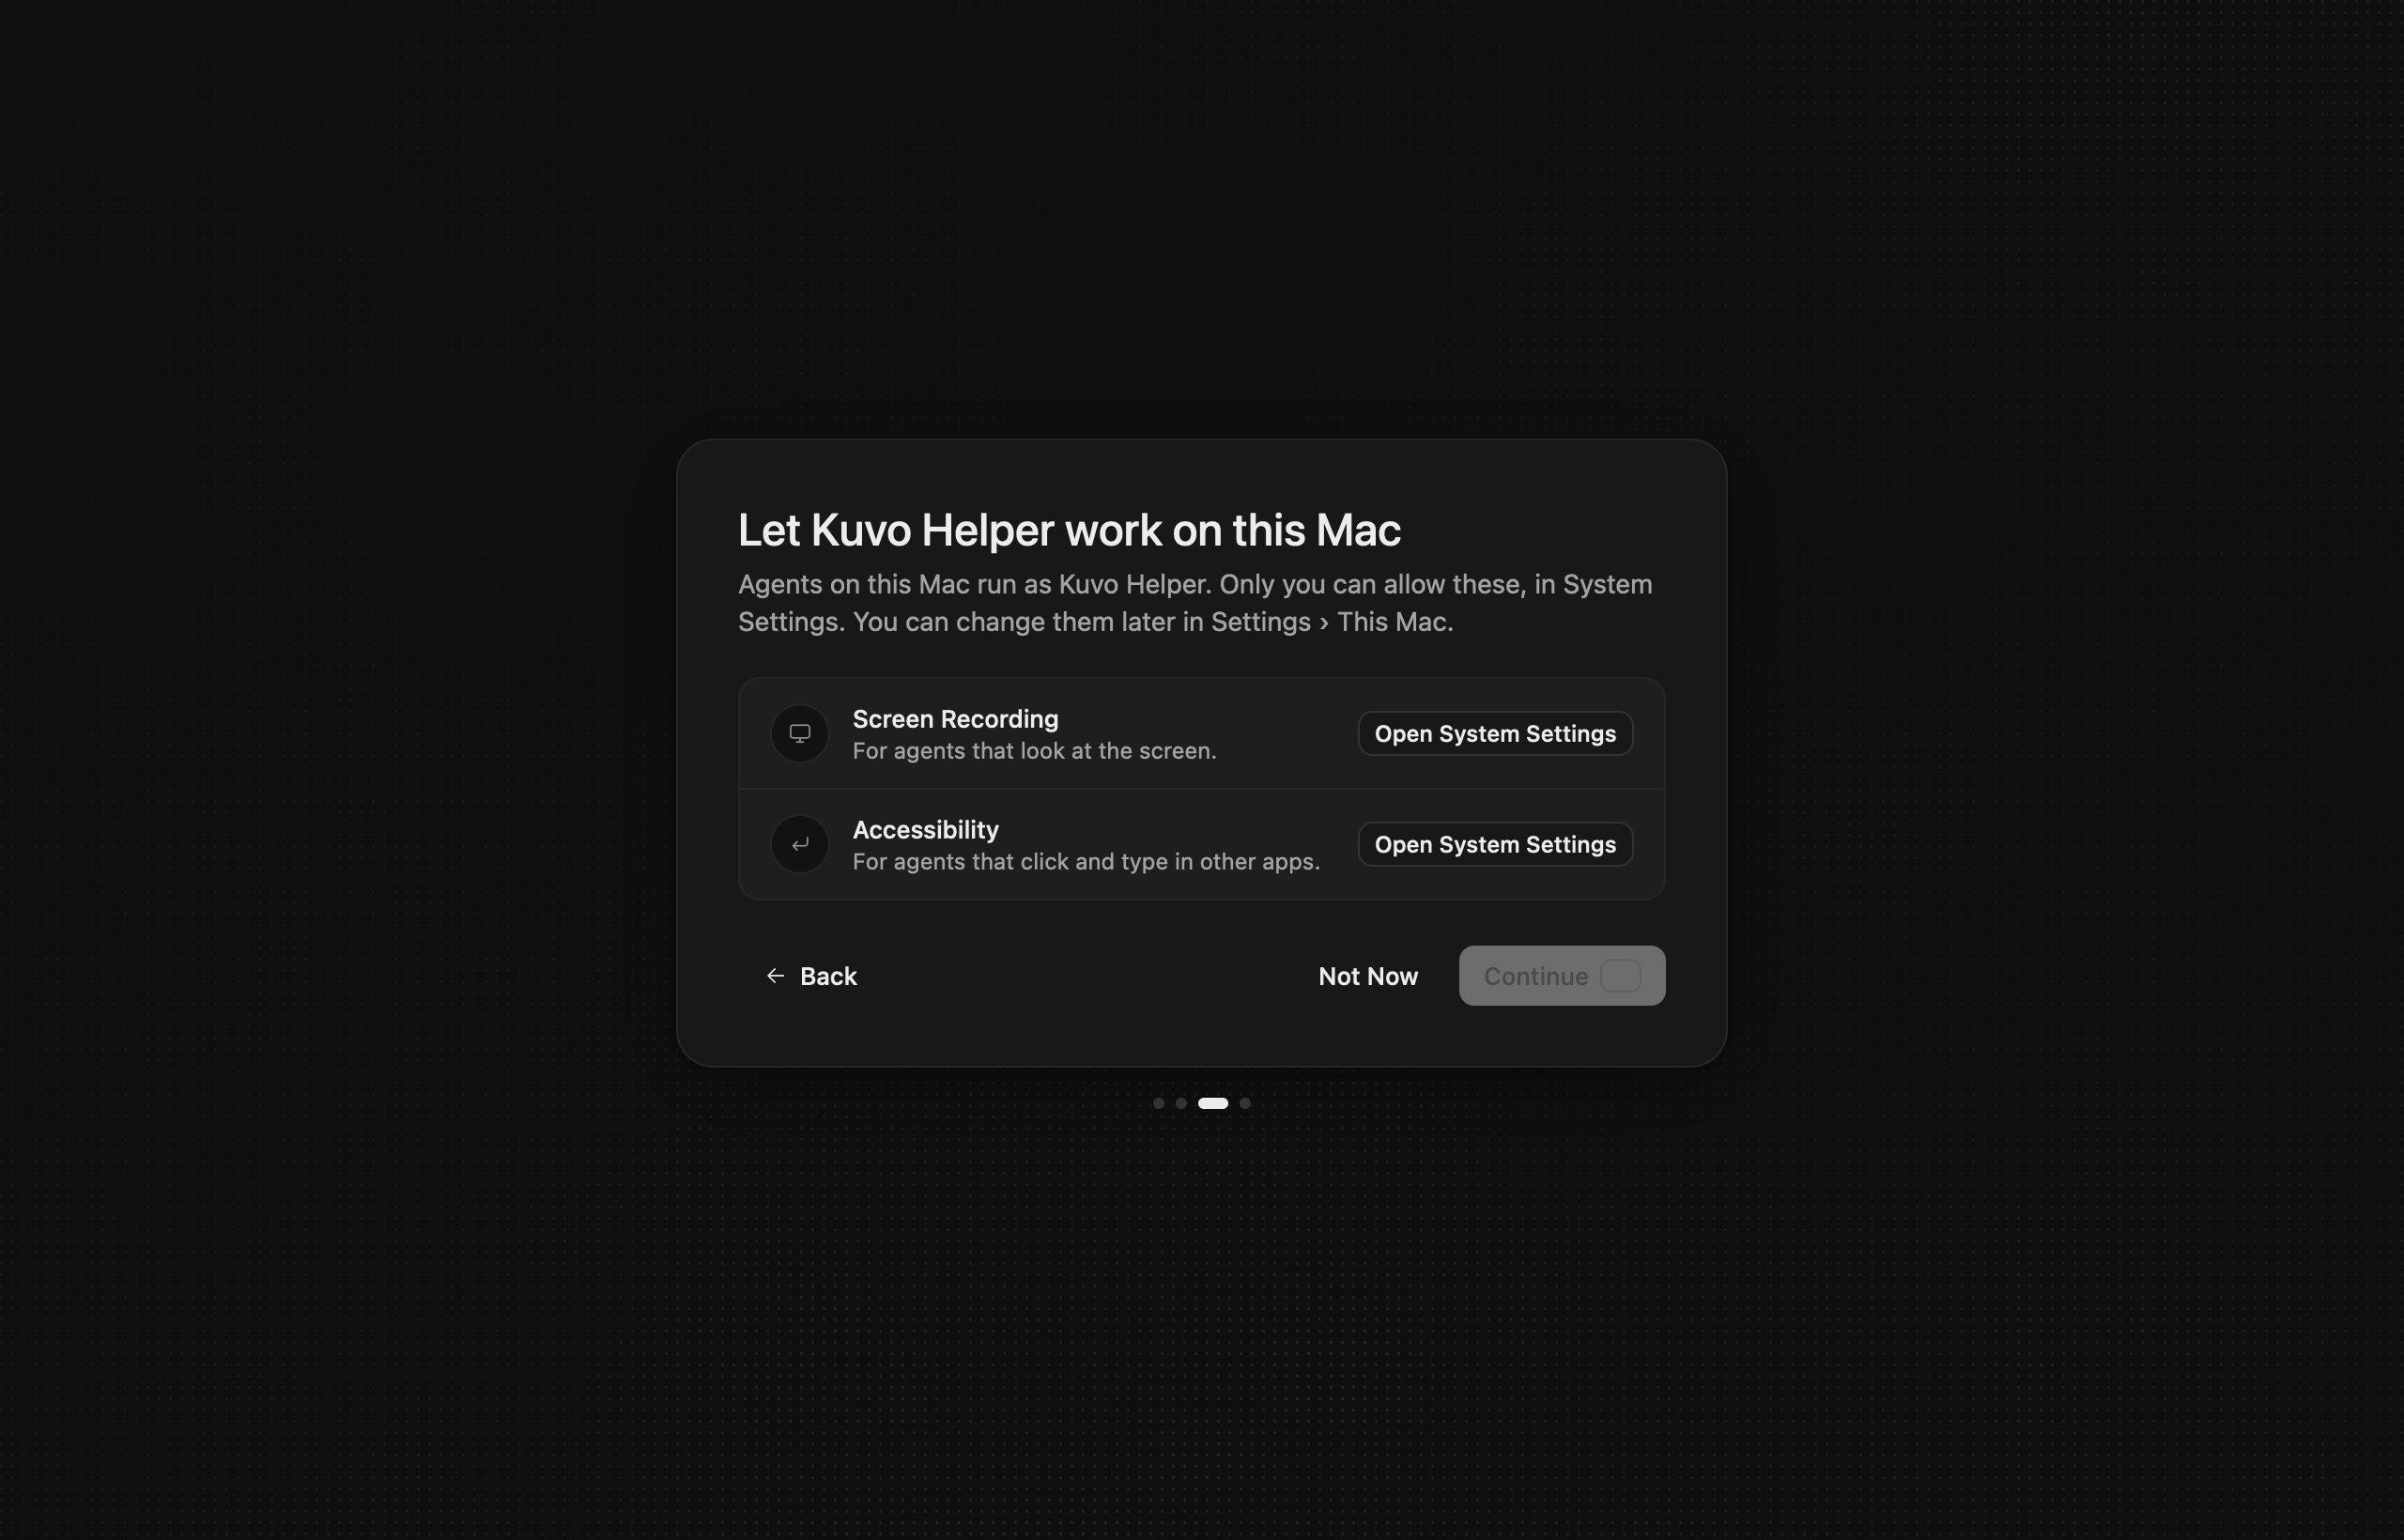 Let Kuvo Helper work on this Mac
Agents on this Mac run as Kuvo Helper. Only you can allow these, in System
Settings. You can change them later in Settings › This Mac.
Screen Recording
For agents that look at the screen.
Open System Settings
Accessibility
For agents that click and type in other apps.
Open System Settings
Back
Not Now
Continue